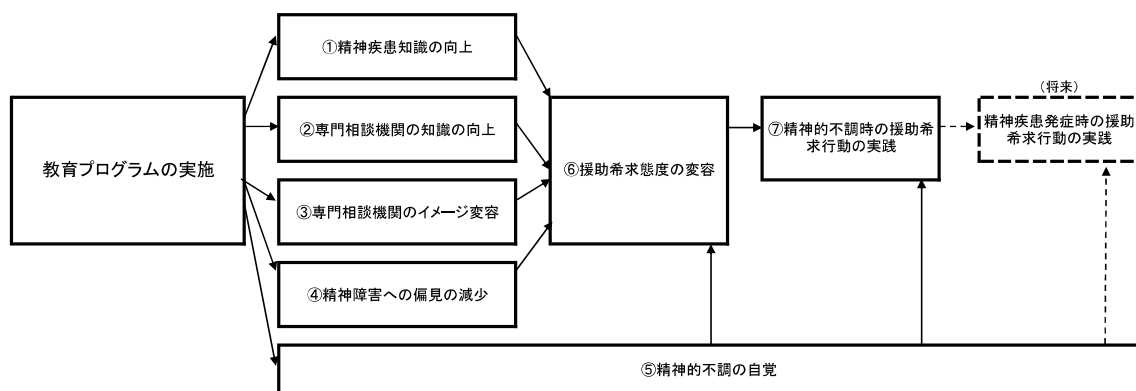 教育プログラムの実施
①精神疾患知識の向上
②専門相談機関の知識の向上
③専門相談機関のイメージ変容
④精神障害への偏見の減少
⑤精神的不調の自覚
⑥援助希求態度の変容
⑦精神的不調時の援助希
求行動の実践
(将来)
精神疾患発症時の援助
希求行動の実践